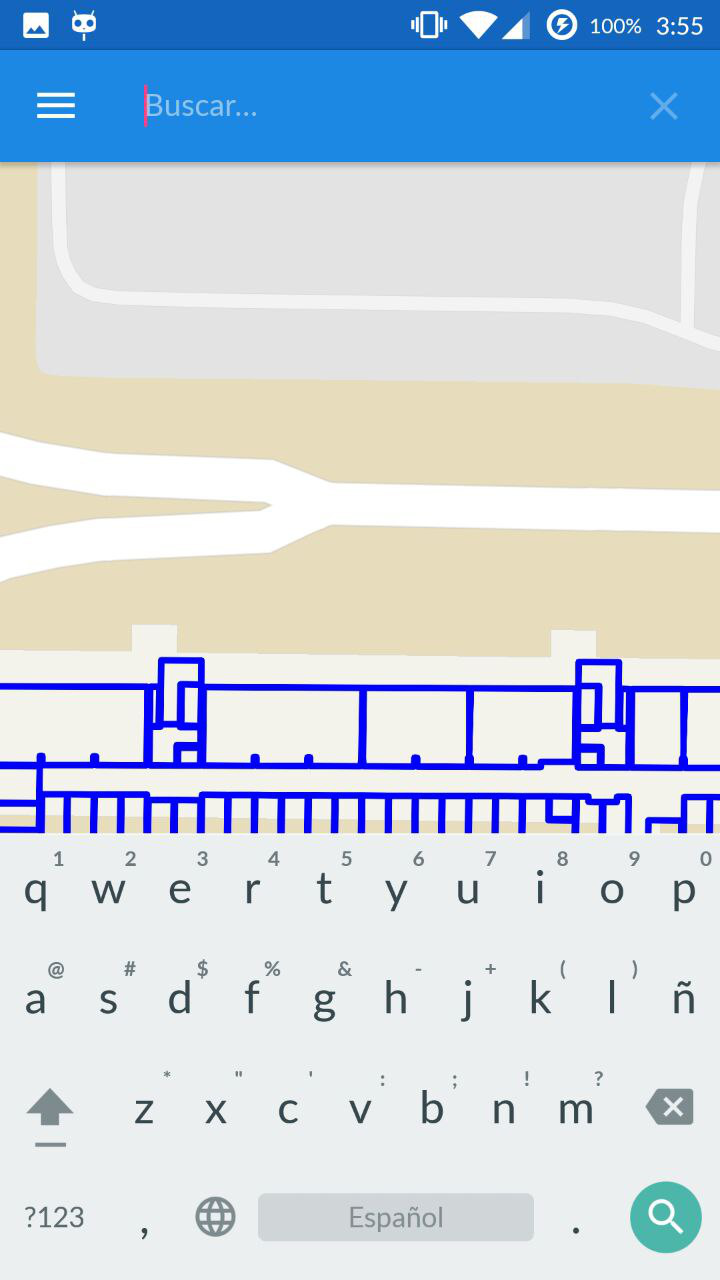 100% 3:55
Buscar...
1 2 3 4 5 6 7 8 9 0
q w e r t y u i o p
@ # $ % & - + ( )
a s d f g h j k l ñ
* " ' : ; ! ?
z x c v b n m
?123 , Español .